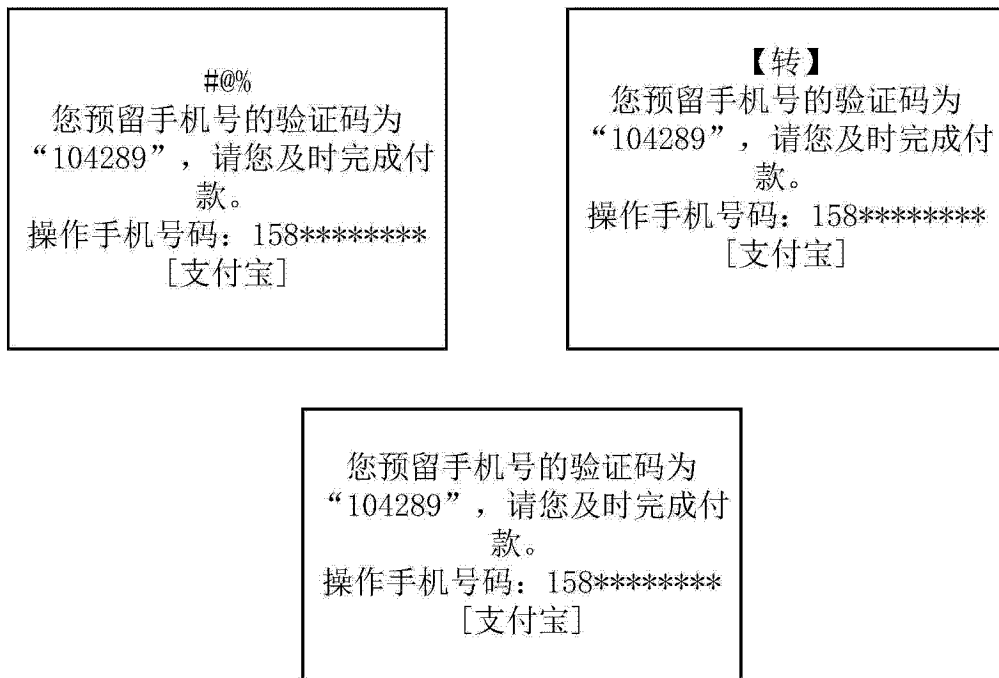 #@%
您预留手机号的验证码为
“104289”，请您及时完成付
款。
操作手机号码：158********
[支付宝]
【转】
您预留手机号的验证码为
“104289”，请您及时完成付
款。
操作手机号码：158********
[支付宝]
您预留手机号的验证码为
“104289”，请您及时完成付
款。
操作手机号码：158********
[支付宝]